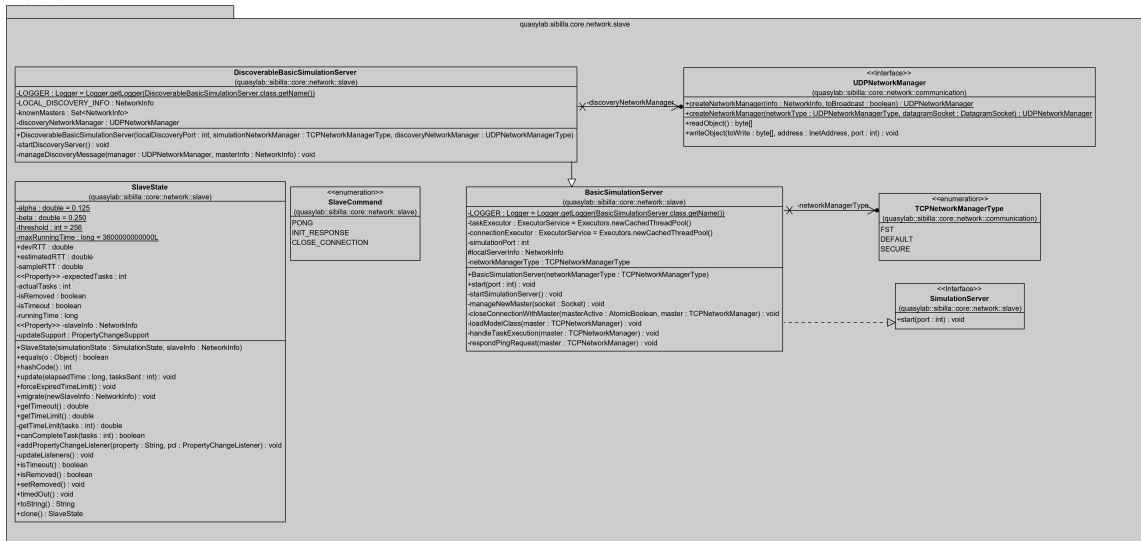 quasylab.sibilla.core.network.slave
DiscoverableBasicSimulationServer
(quasylab::sibilla::core::network::slave)
-LOGGER : Logger = Logger.getLogger(DiscoverableBasicSimulationServer.class.getName())
-LOCAL_DISCOVERY_INFO : NetworkInfo
-knownMasters : Set<NetworkInfo>
-discoveryNetworkManager : UDPNetworkManager
+DiscoverableBasicSimulationServer(localDiscoveryPort : int, simulationNetworkManager : TCPNetworkManagerType, discoveryNetworkManager : UDPNetworkManagerType)
-startDiscoveryServer() : void
-manageDiscoveryMessage(manager : UDPNetworkManager, masterInfo : NetworkInfo) : void
-discoveryNetworkManager
<<Interface>>
UDPNetworkManager
(quasylab::sibilla::core::network::communication)
+createNetworkManager(info : NetworkInfo, toBroadcast : boolean) : UDPNetworkManager
+createNetworkManager(networkType : UDPNetworkManagerType, datagramSocket : DatagramSocket) : UDPNetworkManager
+readObject() : byte[]
+writeObject(toWrite : byte[], address : InetAddress, port : int) : void
SlaveState
(quasylab::sibilla::core::network::slave)
-alpha : double = 0.125
-beta : double = 0.250
-threshold : int = 256
-maxRunningTime : long = 3600000000000L
+devRTT : double
+estimatedRTT : double
-sampleRTT : double
<<Property>> -expectedTasks : int
-actualTasks : int
-isRemoved : boolean
-isTimeout : boolean
-runningTime : long
<<Property>> -slaveInfo : NetworkInfo
-updateSupport : PropertyChangeSupport
+SlaveState(simulationState : SimulationState, slaveInfo : NetworkInfo)
+equals(o : Object) : boolean
+hashCode() : int
+update(elapsedTime : long, tasksSent : int) : void
+forceExpiredTimeLimit() : void
+migrate(newSlaveInfo : NetworkInfo) : void
+getTimeout() : double
+getTimeLimit() : double
-getTimeLimit(tasks : int) : double
+canCompleteTask(tasks : int) : boolean
+addPropertyChangeListener(property : String, pcl : PropertyChangeListener) : void
-updateListeners() : void
+isTimeout() : boolean
+isRemoved() : boolean
+setRemoved() : void
+timedOut() : void
+toString() : String
+clone() : SlaveState
<<enumeration>>
SlaveCommand
(quasylab::sibilla::core::network::slave)
PONG
INIT_RESPONSE
CLOSE_CONNECTION
BasicSimulationServer
(quasylab::sibilla::core::network::slave)
-LOGGER : Logger = Logger.getLogger(BasicSimulationServer.class.getName())
-taskExecutor : ExecutorService = Executors.newCachedThreadPool()
-connectionExecutor : ExecutorService = Executors.newCachedThreadPool()
-simulationPort : int
#localServerInfo : NetworkInfo
-networkManagerType : TCPNetworkManagerType
+BasicSimulationServer(networkManagerType : TCPNetworkManagerType)
+start(port : int) : void
-startSimulationServer() : void
-manageNewMaster(socket : Socket) : void
-closeConnectionWithMaster(masterActive : AtomicBoolean, master : TCPNetworkManager) : void
-loadModelClass(master : TCPNetworkManager) : void
-handleTaskExecution(master : TCPNetworkManager) : void
-respondPingRequest(master : TCPNetworkManager) : void
-networkManagerType
<<enumeration>>
TCPNetworkManagerType
(quasylab::sibilla::core::network::communication)
FST
DEFAULT
SECURE
<<Interface>>
SimulationServer
(quasylab::sibilla::core::network::slave)
+start(port : int) : void